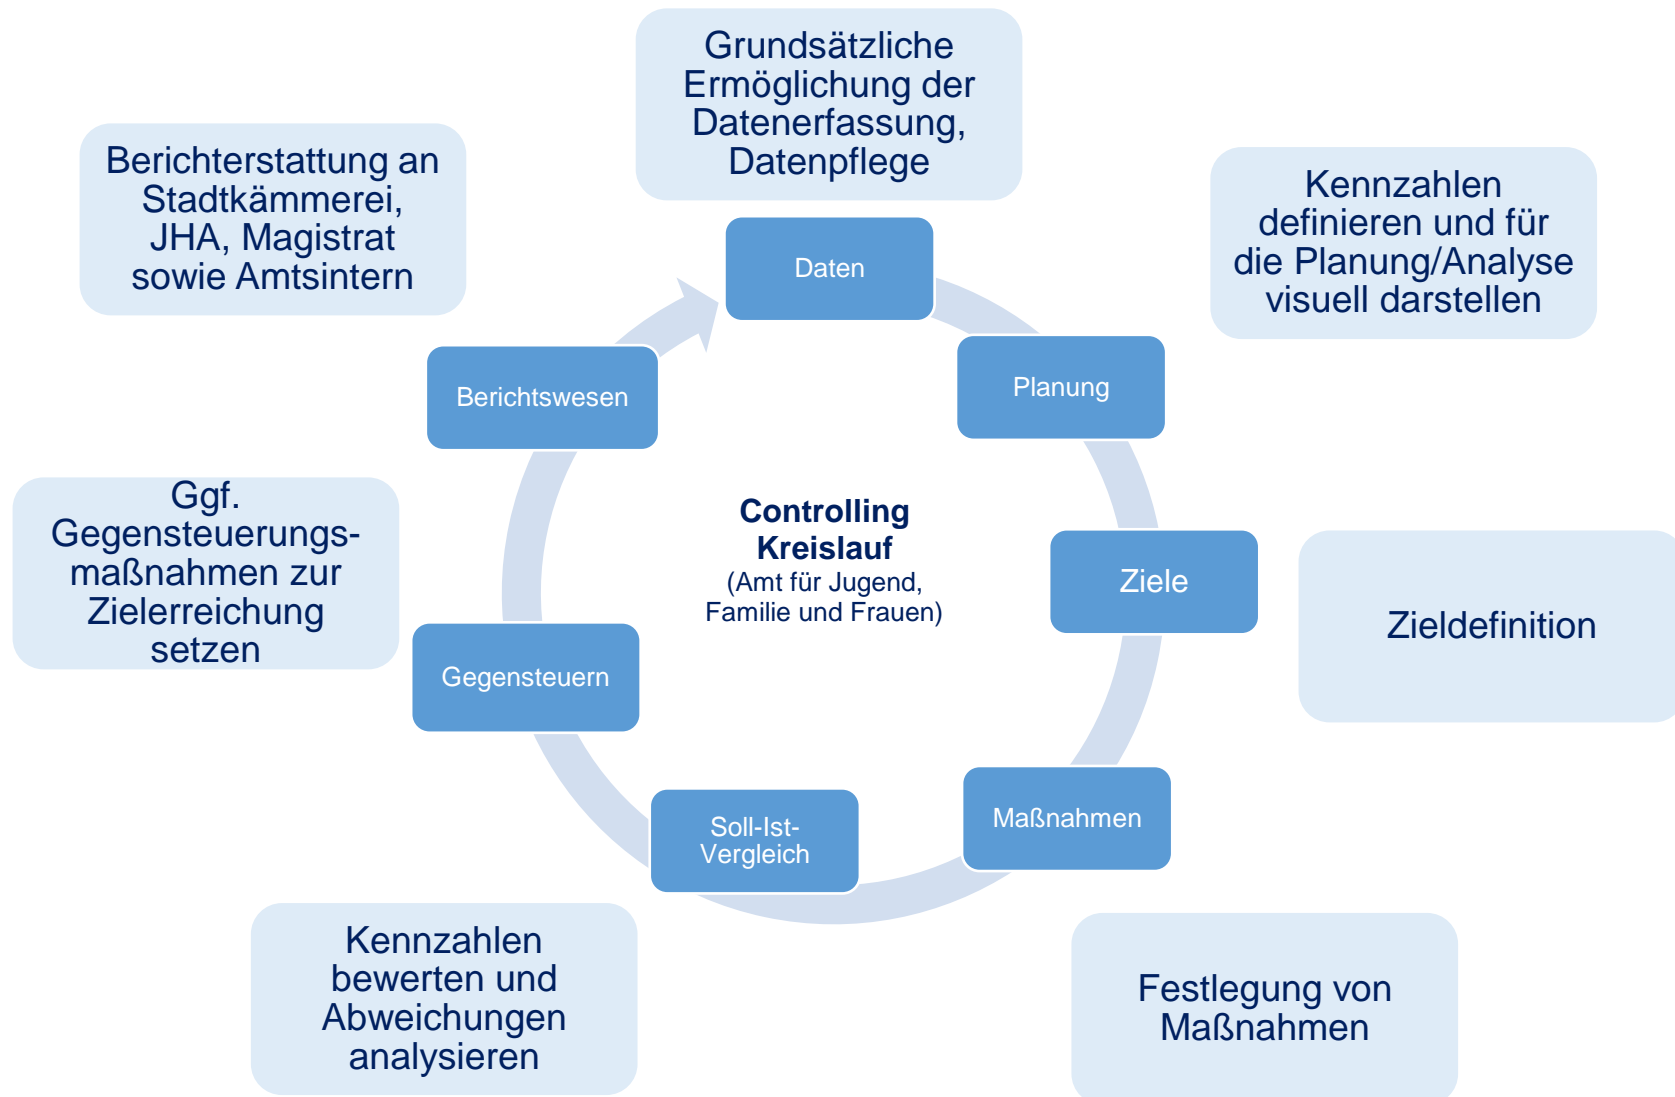 Grundsätzliche
Ermöglichung der
Datenerfassung,
Datenpflege
Berichterstattung an
Stadtkämmerei,
JHA, Magistrat
sowie Amtsintern
Kennzahlen
definieren und für
die Planung/Analyse
visuell darstellen
Daten
Planung
Berichtswesen
Ggf.
Gegensteuerungs-
maßnahmen zur
Zielerreichung
setzen
Controlling
Kreislauf
(Amt für Jugend,
Familie und Frauen)
Ziele
Zieldefinition
Gegensteuern
Soll-Ist-
Vergleich
Maßnahmen
Kennzahlen
bewerten und
Abweichungen
analysieren
Festlegung von
Maßnahmen